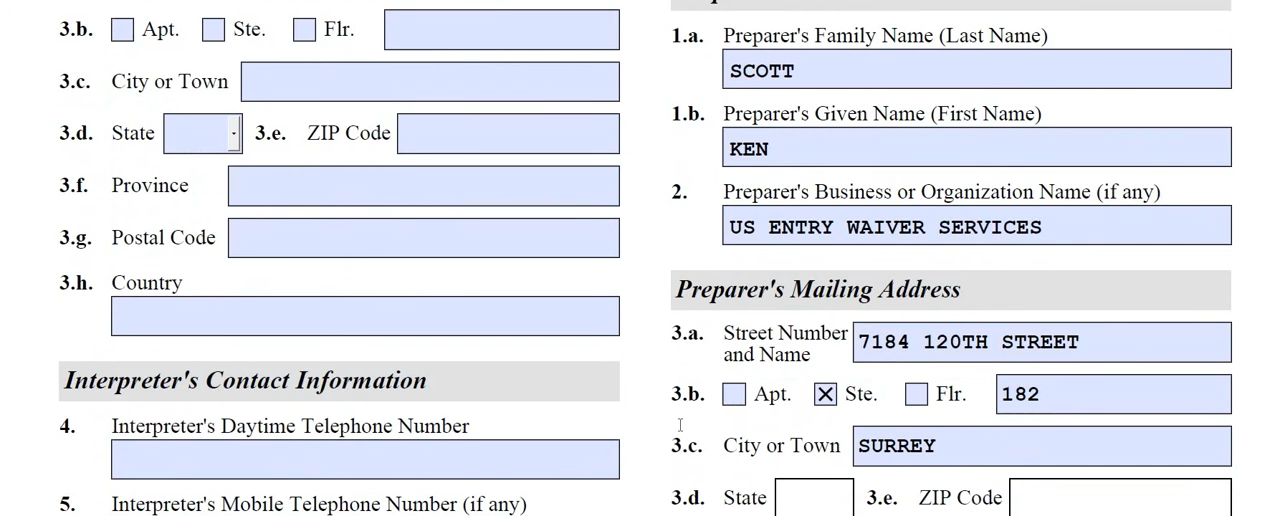 3.b. Apt. Ste. Flr.
3.c. City or Town
3.d. State 3.e. ZIP Code
3.f. Province
3.g. Postal Code
3.h. Country
Interpreter's Contact Information
4. Interpreter's Daytime Telephone Number
5. Interpreter's Mobile Telephone Number (if any)
1.a. Preparer's Family Name (Last Name)
SCOTT
1.b. Preparer's Given Name (First Name)
KEN
2. Preparer's Business or Organization Name (if any)
US ENTRY WAIVER SERVICES
Preparer's Mailing Address
3.a. Street Number
and Name
7184 120TH STREET
3.b. Apt. Ste. Flr. 182
3.c. City or Town SURREY
3.d. State 3.e. ZIP Code